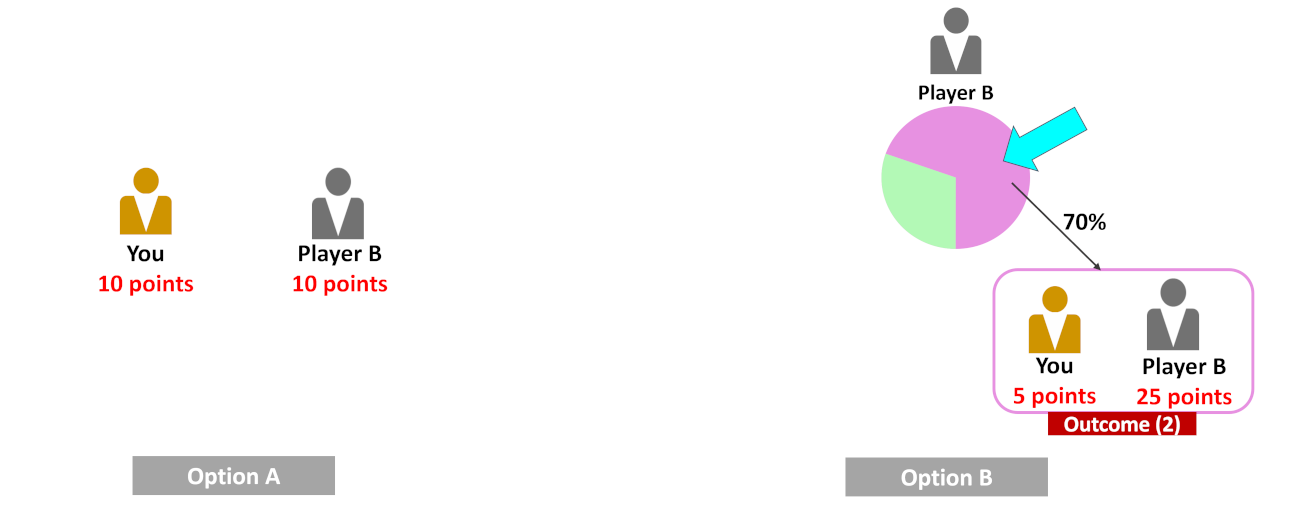 You
10 points
Player B
10 points
Option A
Player B
70%
You
5 points
Player B
25 points
Outcome (2)
Option B